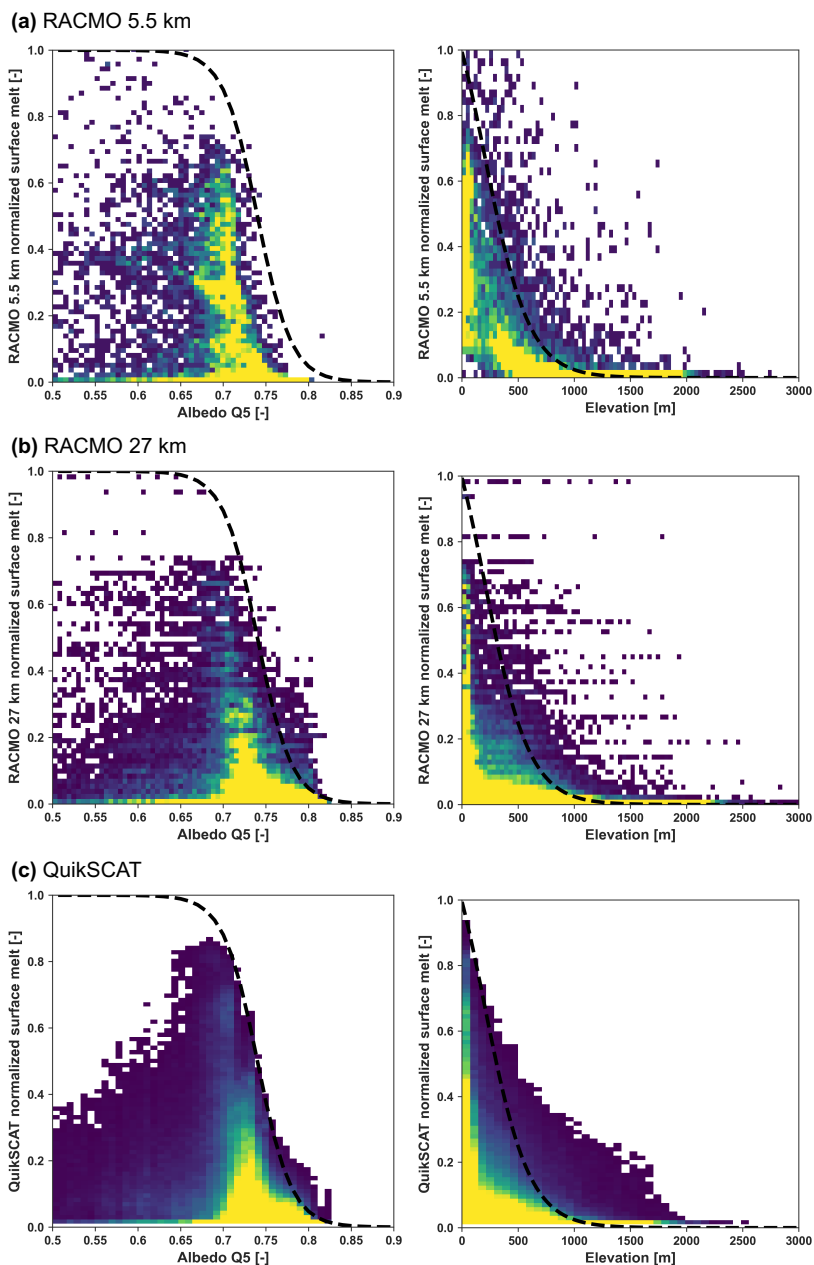 (a) RACMO 5.5 km
RACMO 5.5 km normalized surface melt [-]
1.0
0.8
0.6
0.4
0.2
0.0
0.5 0.55 0.6 0.65 0.7 0.75 0.8 0.85 0.9
Albedo Q5 [-]
RACMO 5.5 km normalized surface melt [-]
1.0
0.8
0.6
0.4
0.2
0.0
0 500 1000 1500 2000 2500 3000
Elevation [m]
(b) RACMO 27 km
RACMO 27 km normalized surface melt [-]
1.0
0.8
0.6
0.4
0.2
0.0
0.5 0.55 0.6 0.65 0.7 0.75 0.8 0.85 0.9
Albedo Q5 [-]
RACMO 27 km normalized surface melt [-]
1.0
0.8
0.6
0.4
0.2
0.0
0 500 1000 1500 2000 2500 3000
Elevation [m]
(c) QuikSCAT
QuikSCAT normalized surface melt [-]
1.0
0.8
0.6
0.4
0.2
0.0
0.5 0.55 0.6 0.65 0.7 0.75 0.8 0.85 0.9
Albedo Q5 [-]
QuikSCAT normalized surface melt [-]
1.0
0.8
0.6
0.4
0.2
0.0
0 500 1000 1500 2000 2500 3000
Elevation [m]